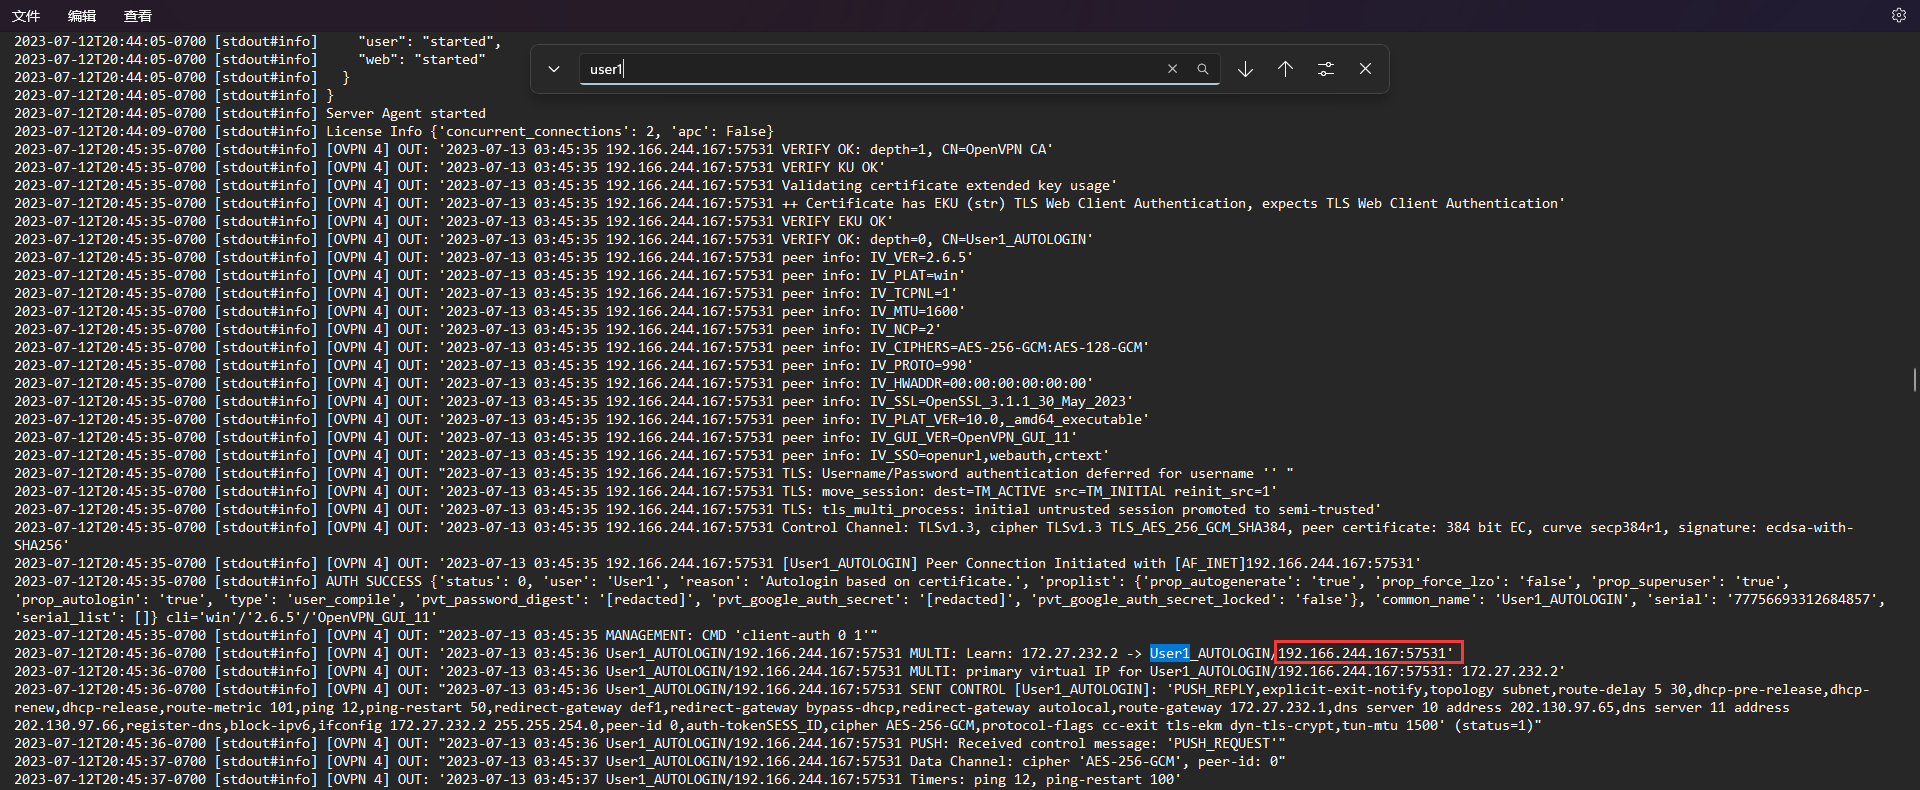 文件 编辑 查看
2023-07-12T20:44:05-0700 [stdout#info]     "user": "started",
2023-07-12T20:44:05-0700 [stdout#info]     "web": "started"
user1
2023-07-12T20:44:05-0700 [stdout#info]   }
2023-07-12T20:44:05-0700 [stdout#info] }
2023-07-12T20:44:05-0700 [stdout#info] Server Agent started
2023-07-12T20:44:09-0700 [stdout#info] License Info {'concurrent_connections': 2, 'apc': False}
2023-07-12T20:45:35-0700 [stdout#info] [OVPN 4] OUT: '2023-07-13 03:45:35 192.166.244.167:57531 VERIFY OK: depth=1, CN=OpenVPN CA'
2023-07-12T20:45:35-0700 [stdout#info] [OVPN 4] OUT: '2023-07-13 03:45:35 192.166.244.167:57531 VERIFY KU OK'
2023-07-12T20:45:35-0700 [stdout#info] [OVPN 4] OUT: '2023-07-13 03:45:35 192.166.244.167:57531 Validating certificate extended key usage'
2023-07-12T20:45:35-0700 [stdout#info] [OVPN 4] OUT: '2023-07-13 03:45:35 192.166.244.167:57531 ++ Certificate has EKU (str) TLS Web Client Authentication, expects TLS Web Client Authentication'
2023-07-12T20:45:35-0700 [stdout#info] [OVPN 4] OUT: '2023-07-13 03:45:35 192.166.244.167:57531 VERIFY EKU OK'
2023-07-12T20:45:35-0700 [stdout#info] [OVPN 4] OUT: '2023-07-13 03:45:35 192.166.244.167:57531 VERIFY OK: depth=0, CN=User1_AUTOLOGIN'
2023-07-12T20:45:35-0700 [stdout#info] [OVPN 4] OUT: '2023-07-13 03:45:35 192.166.244.167:57531 peer info: IV_VER=2.6.5'
2023-07-12T20:45:35-0700 [stdout#info] [OVPN 4] OUT: '2023-07-13 03:45:35 192.166.244.167:57531 peer info: IV_PLAT=win'
2023-07-12T20:45:35-0700 [stdout#info] [OVPN 4] OUT: '2023-07-13 03:45:35 192.166.244.167:57531 peer info: IV_TCPNL=1'
2023-07-12T20:45:35-0700 [stdout#info] [OVPN 4] OUT: '2023-07-13 03:45:35 192.166.244.167:57531 peer info: IV_MTU=1600'
2023-07-12T20:45:35-0700 [stdout#info] [OVPN 4] OUT: '2023-07-13 03:45:35 192.166.244.167:57531 peer info: IV_NCP=2'
2023-07-12T20:45:35-0700 [stdout#info] [OVPN 4] OUT: '2023-07-13 03:45:35 192.166.244.167:57531 peer info: IV_CIPHERS=AES-256-GCM:AES-128-GCM'
2023-07-12T20:45:35-0700 [stdout#info] [OVPN 4] OUT: '2023-07-13 03:45:35 192.166.244.167:57531 peer info: IV_PROTO=990'
2023-07-12T20:45:35-0700 [stdout#info] [OVPN 4] OUT: '2023-07-13 03:45:35 192.166.244.167:57531 peer info: IV_HWADDR=00:00:00:00:00:00'
2023-07-12T20:45:35-0700 [stdout#info] [OVPN 4] OUT: '2023-07-13 03:45:35 192.166.244.167:57531 peer info: IV_SSL=OpenSSL_3.1.1_30_May_2023'
2023-07-12T20:45:35-0700 [stdout#info] [OVPN 4] OUT: '2023-07-13 03:45:35 192.166.244.167:57531 peer info: IV_PLAT_VER=10.0,_amd64_executable'
2023-07-12T20:45:35-0700 [stdout#info] [OVPN 4] OUT: '2023-07-13 03:45:35 192.166.244.167:57531 peer info: IV_GUI_VER=OpenVPN_GUI_11'
2023-07-12T20:45:35-0700 [stdout#info] [OVPN 4] OUT: '2023-07-13 03:45:35 192.166.244.167:57531 peer info: IV_SSO=openurl,webauth,crtext'
2023-07-12T20:45:35-0700 [stdout#info] [OVPN 4] OUT: "2023-07-13 03:45:35 192.166.244.167:57531 TLS: Username/Password authentication deferred for username '' "
2023-07-12T20:45:35-0700 [stdout#info] [OVPN 4] OUT: '2023-07-13 03:45:35 192.166.244.167:57531 TLS: move_session: dest=TM_ACTIVE src=TM_INITIAL reinit_src=1'
2023-07-12T20:45:35-0700 [stdout#info] [OVPN 4] OUT: '2023-07-13 03:45:35 192.166.244.167:57531 TLS: tls_multi_process: initial untrusted session promoted to semi-trusted'
2023-07-12T20:45:35-0700 [stdout#info] [OVPN 4] OUT: '2023-07-13 03:45:35 192.166.244.167:57531 Control Channel: TLSv1.3, cipher TLSv1.3 TLS_AES_256_GCM_SHA384, peer certificate: 384 bit EC, curve secp384r1, signature: ecdsa-with-
SHA256'
2023-07-12T20:45:35-0700 [stdout#info] [OVPN 4] OUT: '2023-07-13 03:45:35 192.166.244.167:57531 [User1_AUTOLOGIN] Peer Connection Initiated with [AF_INET]192.166.244.167:57531'
2023-07-12T20:45:35-0700 [stdout#info] AUTH SUCCESS {'status': 0, 'user': 'User1', 'reason': 'Autologin based on certificate.', 'proplist': {'prop_autogenerate': 'true', 'prop_force_lzo': 'false', 'prop_superuser': 'true',
'prop_autologin': 'true', 'type': 'user_compile', 'pvt_password_digest': '[redacted]', 'pvt_google_auth_secret': '[redacted]', 'pvt_google_auth_secret_locked': 'false'}, 'common_name': 'User1_AUTOLOGIN', 'serial': '77756693312684857',
'serial_list': []} cli='win'/'2.6.5'/'OpenVPN_GUI_11'
2023-07-12T20:45:35-0700 [stdout#info] [OVPN 4] OUT: "2023-07-13 03:45:35 MANAGEMENT: CMD 'client-auth 0 1'"
2023-07-12T20:45:36-0700 [stdout#info] [OVPN 4] OUT: '2023-07-13 03:45:36 User1_AUTOLOGIN/192.166.244.167:57531 MULTI: Learn: 172.27.232.2 -> User1_AUTOLOGIN/192.166.244.167:57531'
2023-07-12T20:45:36-0700 [stdout#info] [OVPN 4] OUT: '2023-07-13 03:45:36 User1_AUTOLOGIN/192.166.244.167:57531 MULTI: primary virtual IP for User1_AUTOLOGIN/192.166.244.167:57531: 172.27.232.2'
2023-07-12T20:45:36-0700 [stdout#info] [OVPN 4] OUT: "2023-07-13 03:45:36 User1_AUTOLOGIN/192.166.244.167:57531 SENT CONTROL [User1_AUTOLOGIN]: 'PUSH_REPLY,explicit-exit-notify,topology subnet,route-delay 5 30,dhcp-pre-release,dhcp-
renew,dhcp-release,route-metric 101,ping 12,ping-restart 50,redirect-gateway def1,redirect-gateway bypass-dhcp,redirect-gateway autolocal,route-gateway 172.27.232.1,dns server 10 address 202.130.97.65,dns server 11 address
202.130.97.66,register-dns,block-ipv6,ifconfig 172.27.232.2 255.255.254.0,peer-id 0,auth-tokenSESS_ID,cipher AES-256-GCM,protocol-flags cc-exit tls-ekm dyn-tls-crypt,tun-mtu 1500' (status=1)"
2023-07-12T20:45:36-0700 [stdout#info] [OVPN 4] OUT: "2023-07-13 03:45:36 User1_AUTOLOGIN/192.166.244.167:57531 PUSH: Received control message: 'PUSH_REQUEST'"
2023-07-12T20:45:37-0700 [stdout#info] [OVPN 4] OUT: "2023-07-13 03:45:37 User1_AUTOLOGIN/192.166.244.167:57531 Data Channel: cipher 'AES-256-GCM', peer-id: 0"
2023-07-12T20:45:37-0700 [stdout#info] [OVPN 4] OUT: '2023-07-13 03:45:37 User1_AUTOLOGIN/192.166.244.167:57531 Timers: ping 12, ping-restart 100'